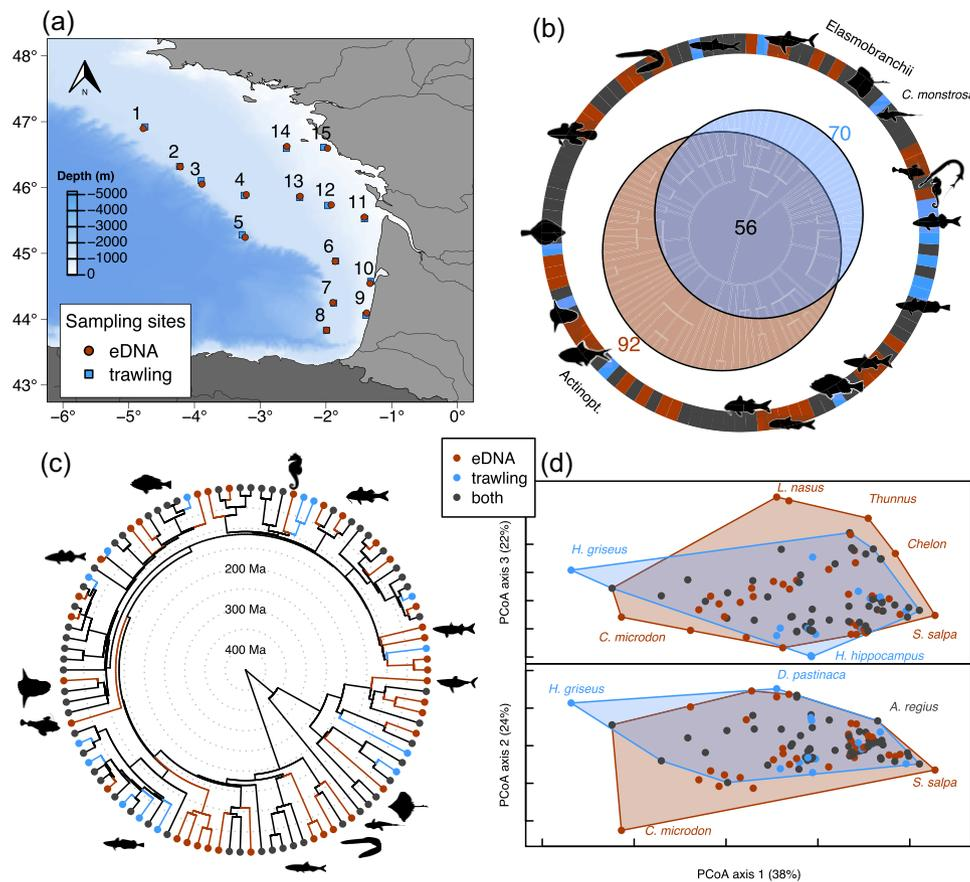 (a)
48°
47°
46°
45°
44°
43°
−6°
−5°
−4°
−3°
−2°
−1°
0°
N
1
2
3
4
5
6
7
8
9
10
11
12
13
14
15
Depth (m)
−5000
−4000
−3000
−2000
−1000
0
Sampling sites
eDNA
trawling
(b)
Elasmobranchii
C. monstrosa
70
56
92
Actinopt.
(c)
200 Ma
300 Ma
400 Ma
eDNA
trawling
both
(d)
PCoA axis 3 (22%)
L. nasus
Thunnus
Chelon
H. griseus
C. microdon
S. salpa
H. hippocampus
PCoA axis 2 (24%)
D. pastinaca
H. griseus
A. regius
S. salpa
C. microdon
PCoA axis 1 (38%)